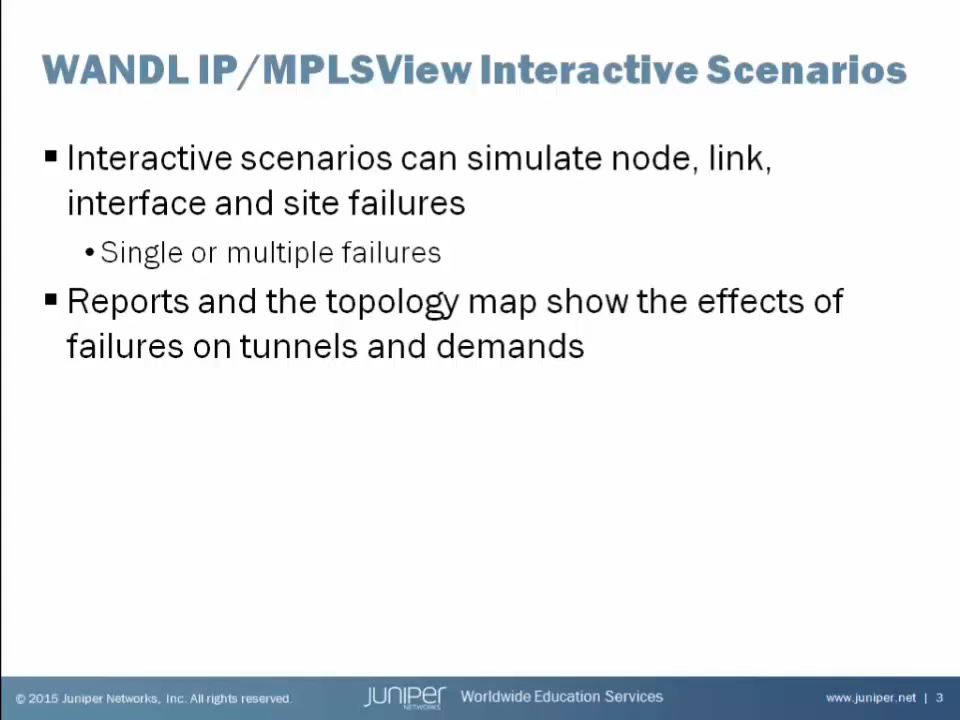 WANDL IP/MPLSView Interactive Scenarios
▪ Interactive scenarios can simulate node, link,
interface and site failures
• Single or multiple failures
▪ Reports and the topology map show the effects of
failures on tunnels and demands
© 2015 Juniper Networks, Inc. All rights reserved.
JUNIPER
NETWORKS
Worldwide Education Services
www.juniper.net | 3